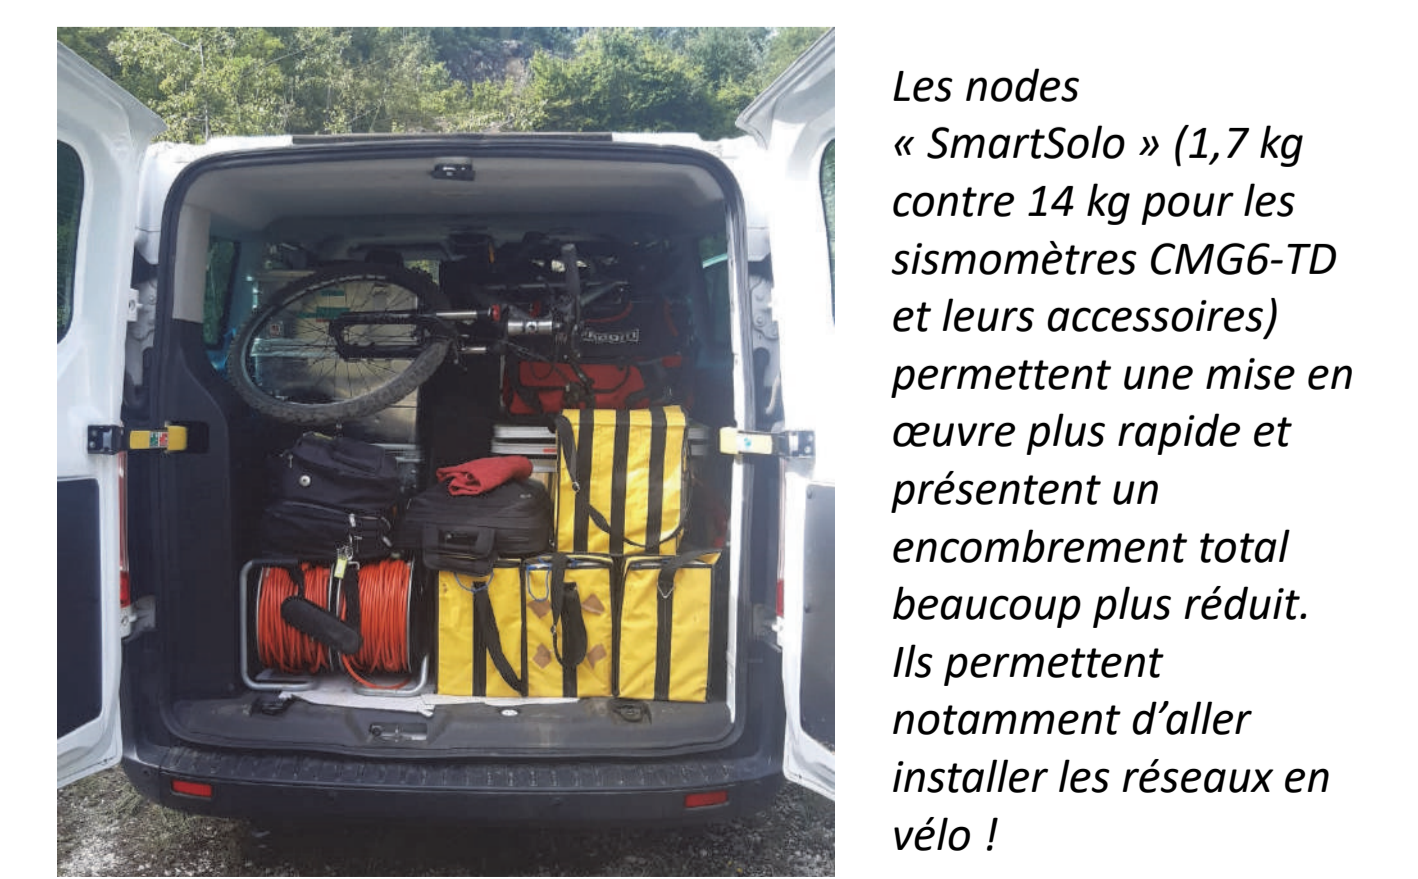 Les nodes
« SmartSolo » (1,7 kg
contre 14 kg pour les
sismomètres CMG6-TD
et leurs accessoires)
permettent une mise en
œuvre plus rapide et
présentent un
encombrement total
beaucoup plus réduit.
Ils permettent
notamment d’aller
installer les réseaux en
vélo !